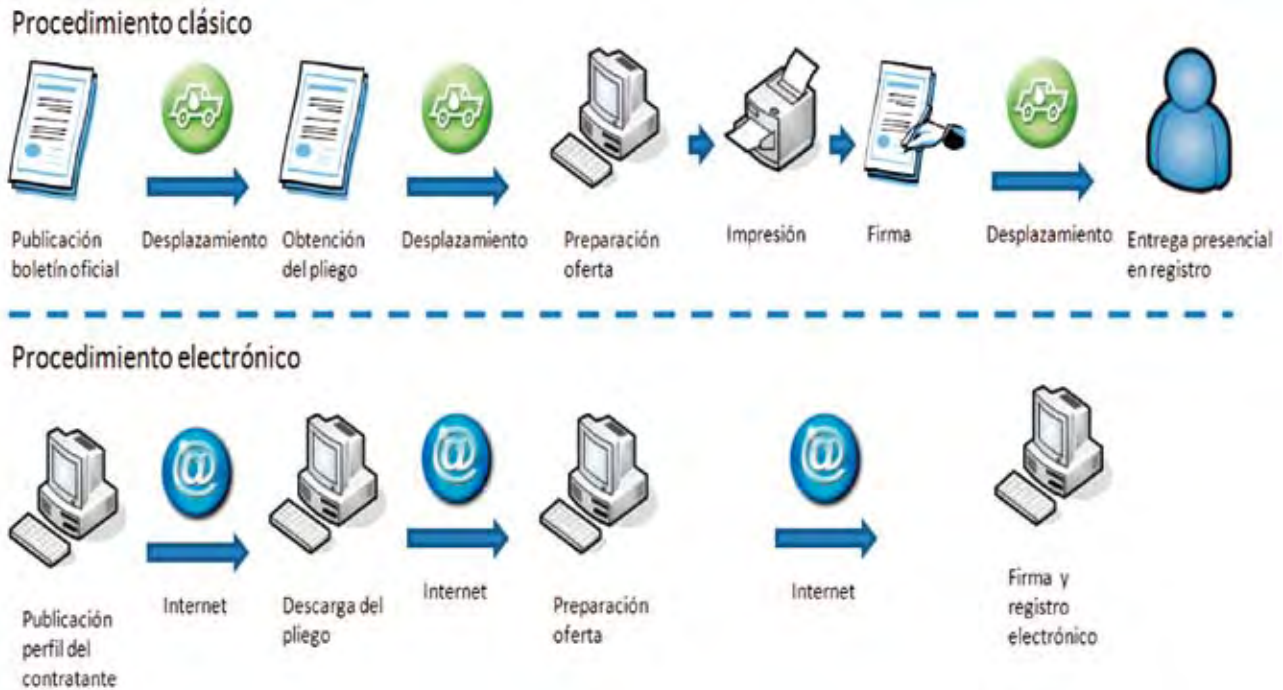 Procedimiento clásico
Publicación
boletín oficial
Desplazamiento
Obtención
del pliego
Desplazamiento
Preparación
oferta
Impresión
Firma
Desplazamiento
Entrega presencial
en registro
Procedimiento electrónico
Publicación
perfil del
contratante
@
Internet
Descarga del
pliego
@
Internet
Preparación
oferta
@
Internet
Firma y
registro
electrónico